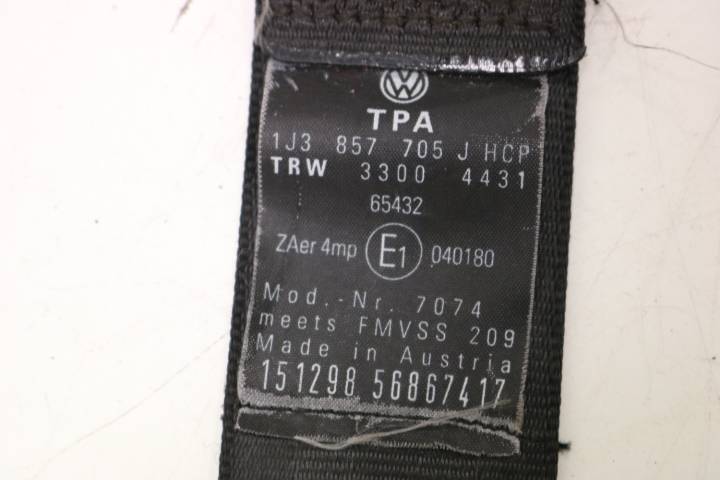 TPA
1J3 857 705 J HCP
TRW 3300 4431
65432
ZAer 4mp E1 040180
Mod.-Nr. 7074
meets FMVSS 209
Made in Austria
151298 56867417